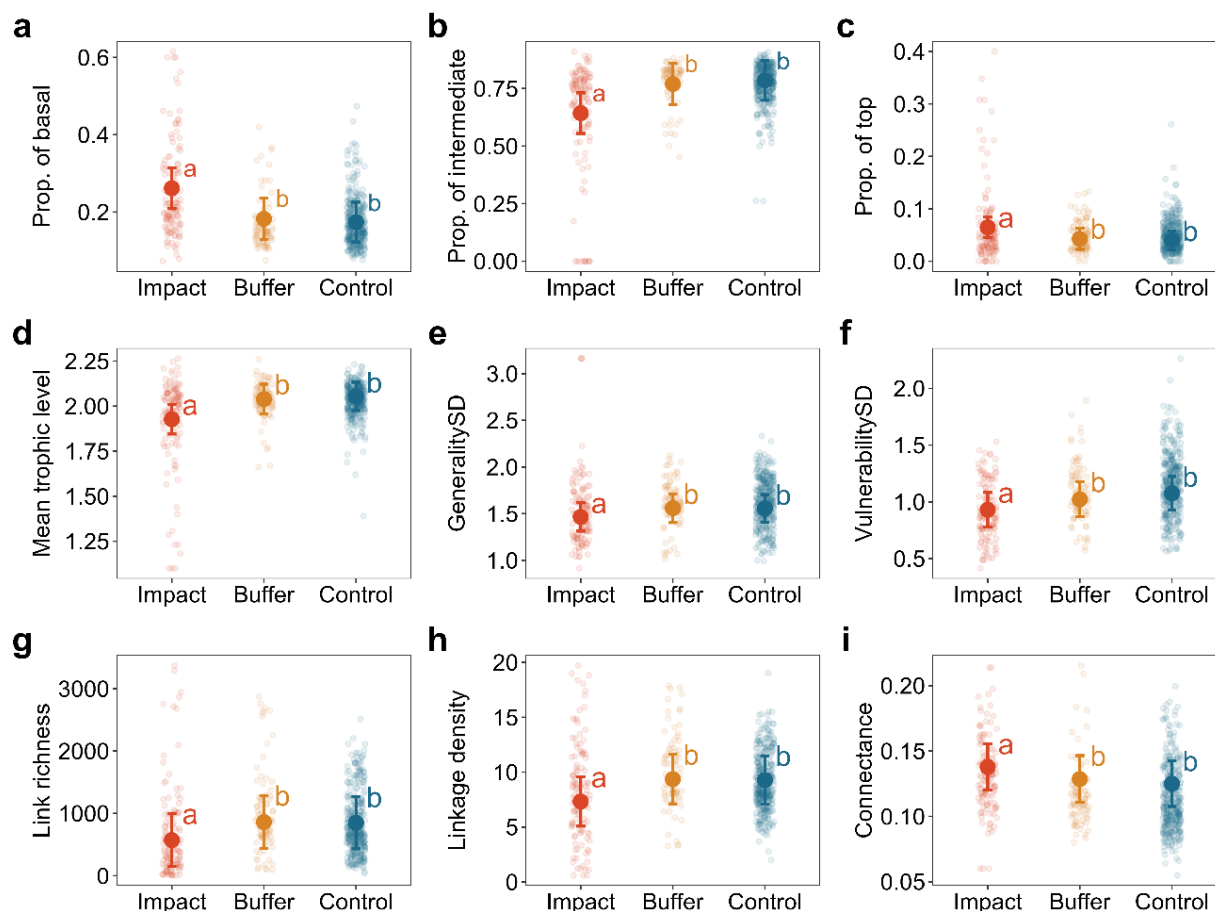 a
Prop. of basal
0.6
0.4
0.2
a
b
b
Impact Buffer Control
b
Prop. of intermediate
0.75
0.50
0.25
0.00
a
b
b
Impact Buffer Control
c
Prop. of top
0.4
0.3
0.2
0.1
0.0
a
b
b
Impact Buffer Control
d
Mean trophic level
2.25
2.00
1.75
1.50
1.25
a
b
b
Impact Buffer Control
e
GeneralitySD
3.0
2.5
2.0
1.5
1.0
a
b
b
Impact Buffer Control
f
VulnerabilitySD
2.0
1.5
1.0
0.5
a
b
b
Impact Buffer Control
g
Link richness
3000
2000
1000
0
a
b
b
Impact Buffer Control
h
Linkage density
20
15
10
5
0
a
b
b
Impact Buffer Control
i
Connectance
0.20
0.15
0.10
0.05
a
b
b
Impact Buffer Control